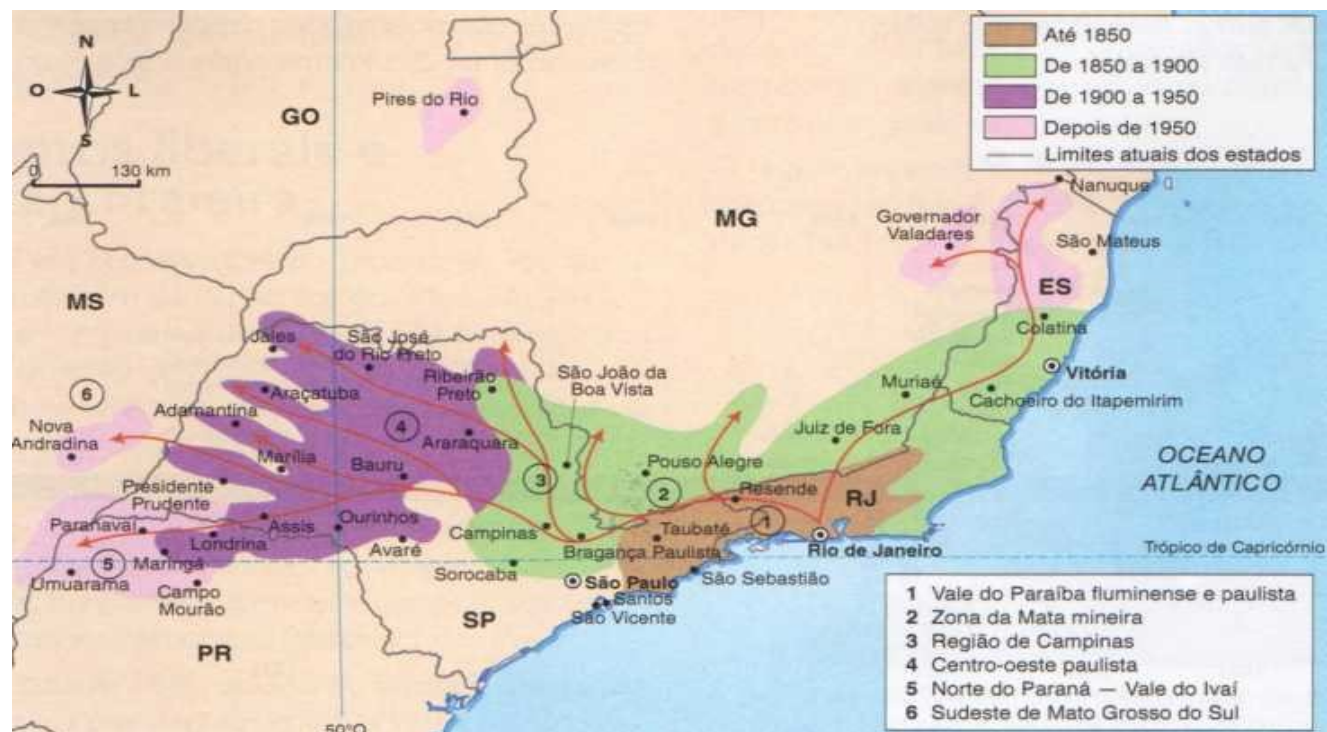 Até 1850
De 1850 a 1900
De 1900 a 1950
Depois de 1950
Limites atuais dos estados
N
O
L
S
0
130 km
GO
Pires do Rio
MG
Nanuque
Governador
Valadares
São Mateus
ES
Colatina
Vitória
MS
Jales
São José
do Rio Preto
Ribeirão
Preto
São João da
Boa Vista
Muriaé
Cachoeiro do Itapemirim
6
Araçatuba
Adamantina
4
Araraquara
Juiz de Fora
Nova
Andradina
Marília
Bauru
3
Pouso Alegre
2
Resende
RJ
OCEANO
ATLÂNTICO
Presidente
Prudente
Paranavaí
Assis
Ourinhos
Campinas
Taubaté
1
Londrina
Avaré
Bragança Paulista
Rio de Janeiro
Trópico de Capricórnio
Maringá
5
Umuarama
Campo
Mourão
Sorocaba
São Paulo
São Sebastião
Santos
São Vicente
SP
PR
50°O
1 Vale do Paraíba fluminense e paulista
2 Zona da Mata mineira
3 Região de Campinas
4 Centro-oeste paulista
5 Norte do Paraná — Vale do Ivaí
6 Sudeste de Mato Grosso do Sul